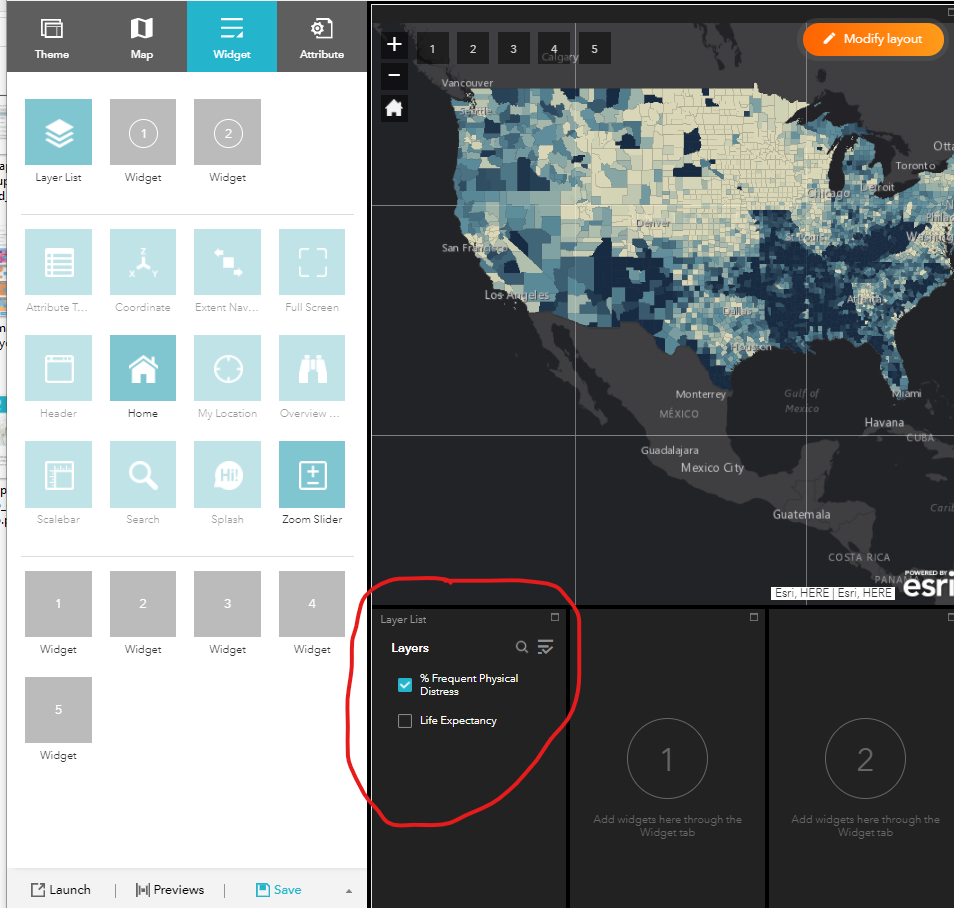 Theme
Map
Widget
Attribute
Layer List
1
Widget
2
Widget
Attribute T...
Coordinate
Extent Nav...
Full Screen
Header
Home
My Location
Overview ...
Scalebar
Search
Hi!
Splash
Zoom Slider
1
Widget
2
Widget
3
Widget
4
Widget
5
Widget
Launch
Previews
Save
Z
X
Y
+
−
1
2
3
4
5
Modify layout
Calgary
Vancouver
Seattle
Toronto
Chicago
Detroit
Denver
St Louis
San Francisco
Los Angeles
Atlanta
Dallas
Houston
Monterrey
MÉXICO
Gulf of
Mexico
Miami
Havana
CUBA
Guadalajara
Mexico City
Guatemala
COSTA RICA
Esri, HERE | Esri, HERE
POWERED BY
esri
Layer List
Layers
% Frequent Physical
Distress
Life Expectancy
1
Add widgets here through the
Widget tab
2
Add widgets here through the
Widget tab